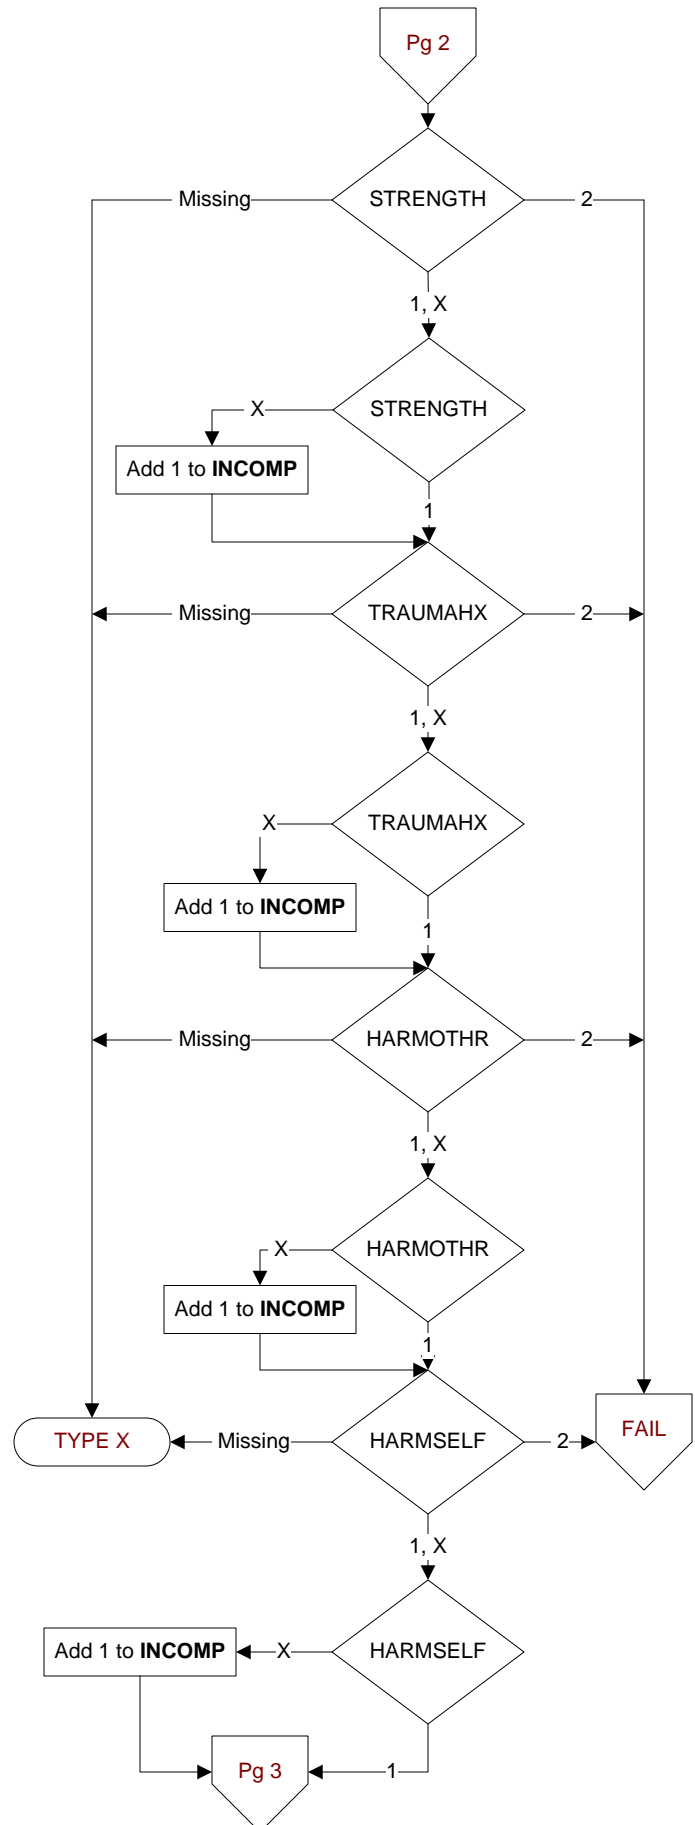 Pg 2
Missing
STRENGTH
2
1, X
X
STRENGTH
Add 1 to INCOMP
1
Missing
TRAUMAHX
2
1, X
X
TRAUMAHX
Add 1 to INCOMP
1
Missing
HARMOTHR
2
1, X
X
HARMOTHR
Add 1 to INCOMP
1
TYPE X
Missing
HARMSELF
2
FAIL
1, X
Add 1 to INCOMP
X
HARMSELF
Pg 3
1